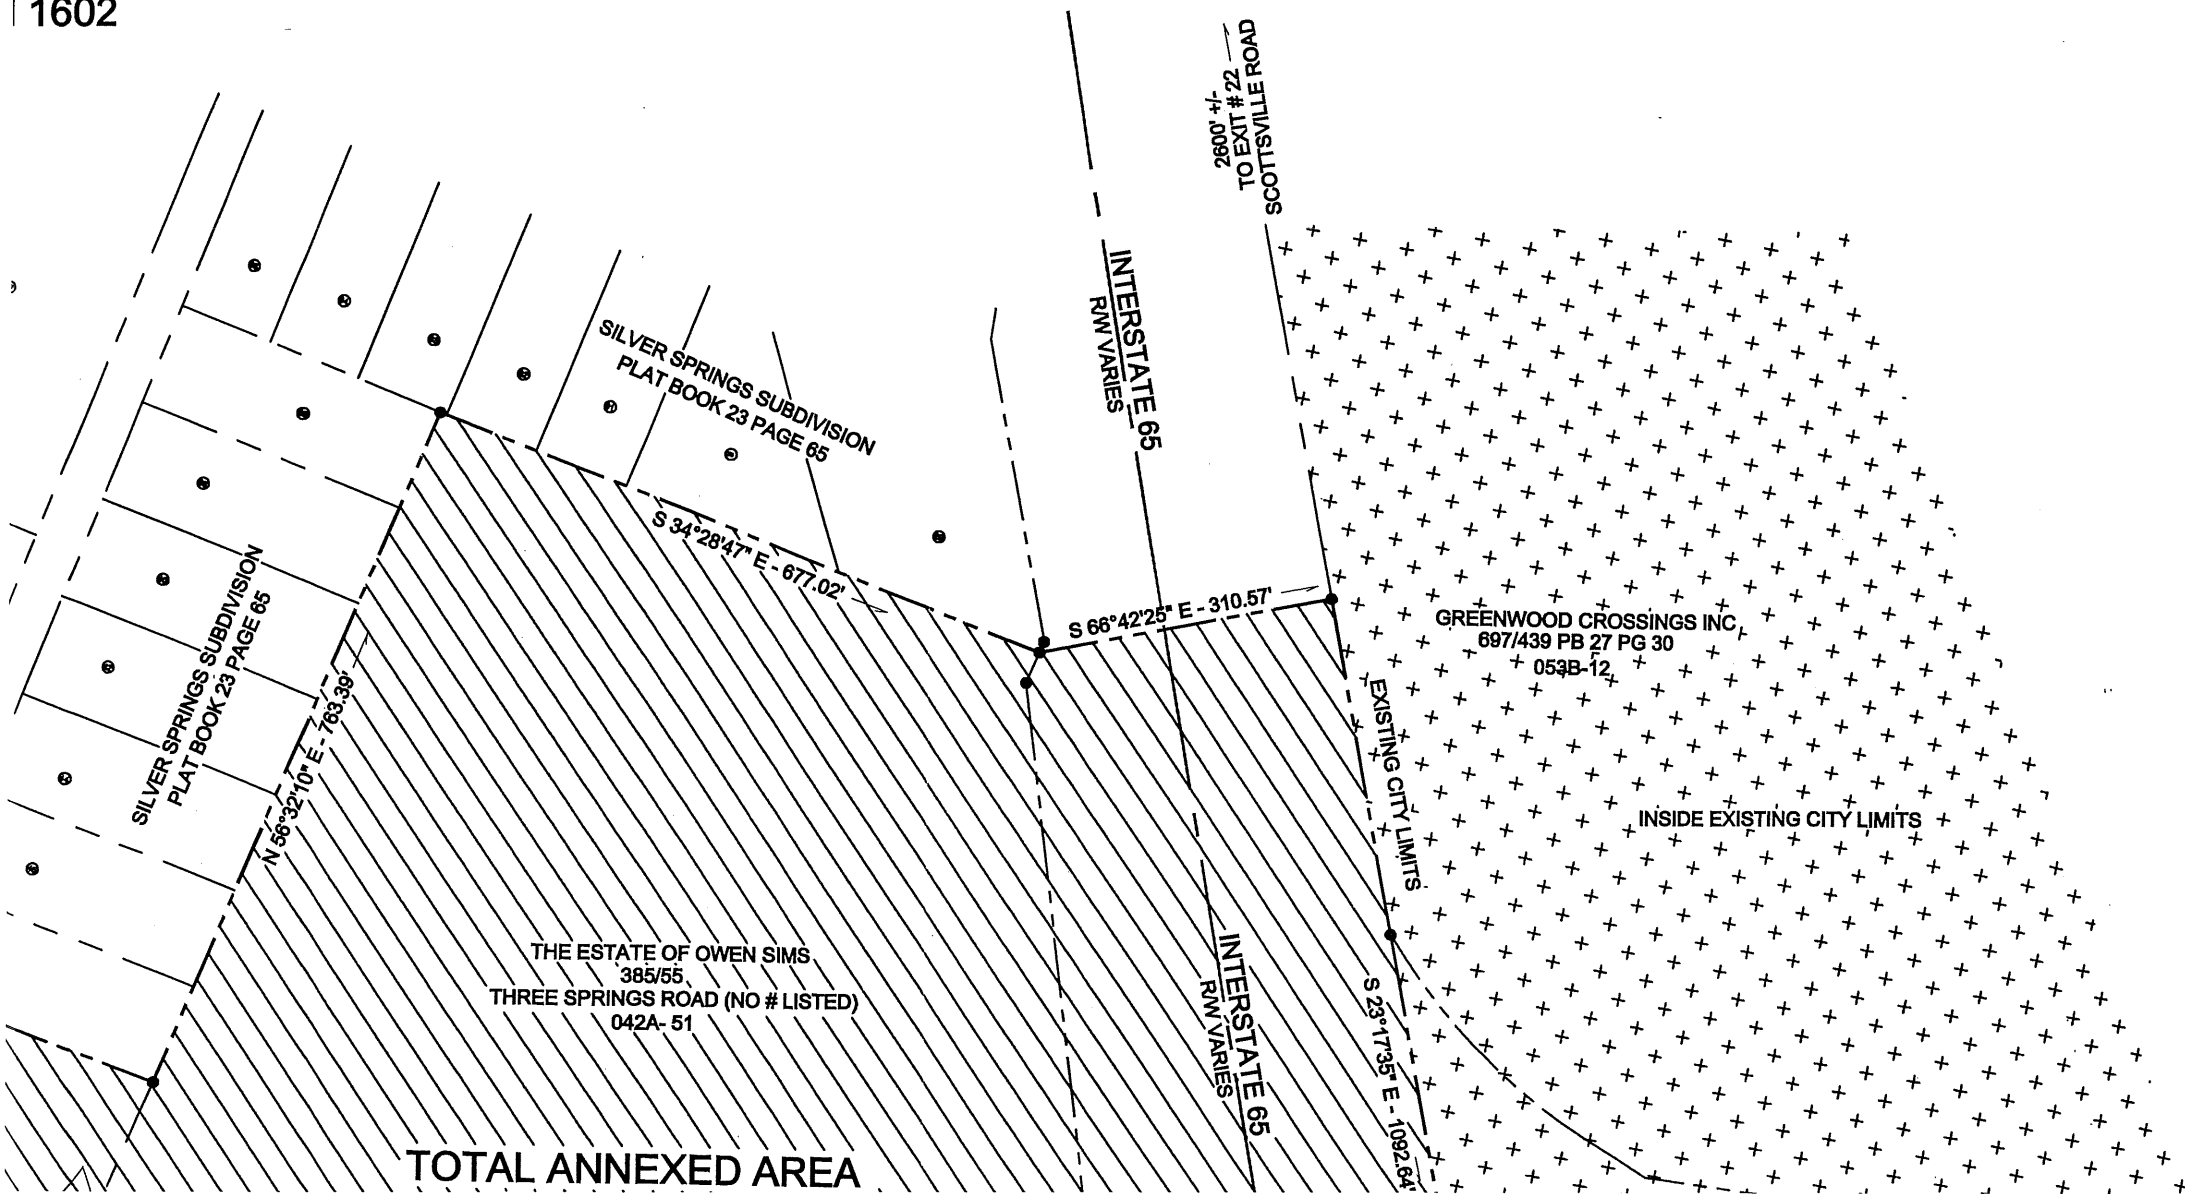 1602
2600' +/-
TO EXIT # 22
SCOTTSVILLE ROAD
INTERSTATE 65
R/W VARIES
SILVER SPRINGS SUBDIVISION
PLAT BOOK 23 PAGE 65
S 34°28'47" E - 677.02'
S 66°42'25" E - 310.57'
GREENWOOD CROSSINGS INC
697/439 PB 27 PG 30
053B-12
SILVER SPRINGS SUBDIVISION
PLAT BOOK 23 PAGE 65
N 56°32'10" E - 763.39'
EXISTING CITY LIMITS
INSIDE EXISTING CITY LIMITS
THE ESTATE OF OWEN SIMS
385/55
THREE SPRINGS ROAD (NO # LISTED)
042A- 51
INTERSTATE 65
R/W VARIES
S 23°17'35" E - 1092.64'
TOTAL ANNEXED AREA